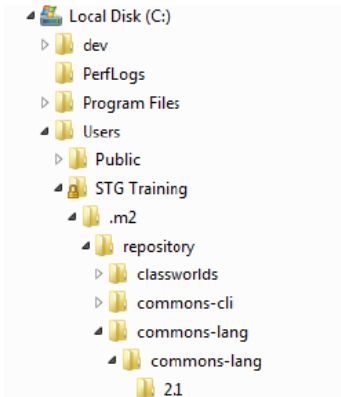 Local Disk (C:)
dev
PerfLogs
Program Files
Users
Public
STG Training
.m2
repository
classworlds
commons-cli
commons-lang
commons-lang
2.1